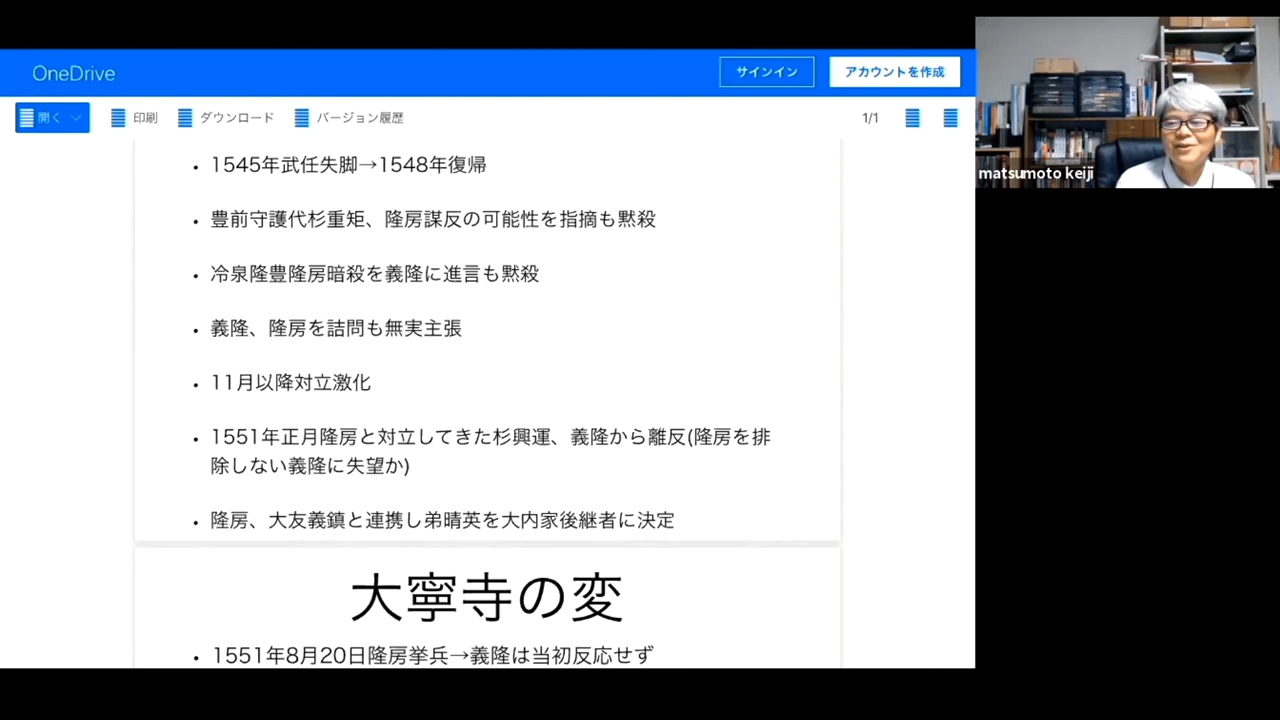 OneDrive
サインイン
アカウントを作成
開く
印刷
ダウンロード
バージョン履歴
1/1
matsumoto keiji
• 1545年武任失脚→1548年復帰
• 豊前守護代杉重矩、隆房謀反の可能性を指摘も黙殺
• 冷泉隆豊隆房暗殺を義隆に進言も黙殺
• 義隆、隆房を詰問も無実主張
• 11月以降対立激化
• 1551年正月隆房と対立してきた杉興運、義隆から離反(隆房を排
除しない義隆に失望か)
• 隆房、大友義鎮と連携し弟晴英を大内家後継者に決定
大寧寺の変
• 1551年8月20日隆房挙兵→義隆は当初反応せず